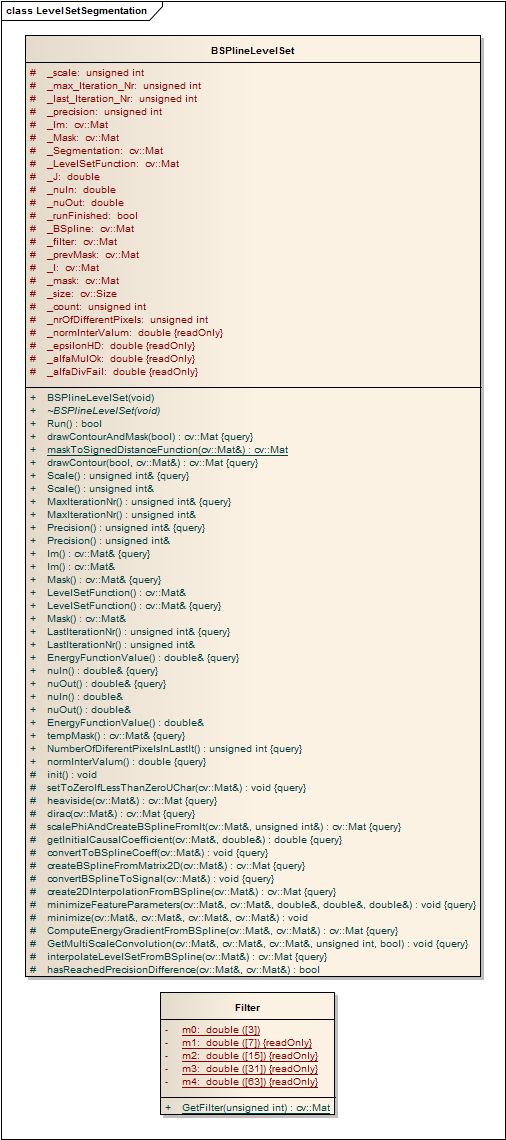 class LevelSetSegmentation
BSPlineLevelSet
# _scale: unsigned int
# _max_Iteration_Nr: unsigned int
# _last_Iteration_Nr: unsigned int
# _precision: unsigned int
# _Im: cv::Mat
# _Mask: cv::Mat
# _Segmentation: cv::Mat
# _LevelSetFunction: cv::Mat
# _J: double
# _nuIn: double
# _nuOut: double
# _runFinished: bool
# _BSpline: cv::Mat
# _filter: cv::Mat
# _prevMask: cv::Mat
# _I: cv::Mat
# _mask: cv::Mat
# _size: cv::Size
# _count: unsigned int
# _nrOfDifferentPixels: unsigned int
# _normInterValum: double {readOnly}
# _epsilonHD: double {readOnly}
# _alfaMulOk: double {readOnly}
# _alfaDivFail: double {readOnly}
+ BSPlineLevelSet(void)
+ ~BSPlineLevelSet(void)
+ Run() : bool
+ drawContourAndMask(bool) : cv::Mat {query}
+ maskToSignedDistanceFunction(cv::Mat&) : cv::Mat
+ drawContour(bool, cv::Mat&) : cv::Mat {query}
+ Scale() : unsigned int& {query}
+ Scale() : unsigned int&
+ MaxIterationNr() : unsigned int& {query}
+ MaxIterationNr() : unsigned int&
+ Precision() : unsigned int& {query}
+ Precision() : unsigned int&
+ Im() : cv::Mat& {query}
+ Im() : cv::Mat&
+ Mask() : cv::Mat& {query}
+ LevelSetFunction() : cv::Mat&
+ LevelSetFunction() : cv::Mat& {query}
+ Mask() : cv::Mat&
+ LastIterationNr() : unsigned int& {query}
+ LastIterationNr() : unsigned int&
+ EnergyFunctionValue() : double& {query}
+ nuIn() : double& {query}
+ nuOut() : double& {query}
+ nuIn() : double&
+ nuOut() : double&
+ EnergyFunctionValue() : double&
+ tempMask() : cv::Mat& {query}
+ NumberOfDiferentPixelsInLastIt() : unsigned int {query}
+ normInterValum() : double {query}
# init() : void
# setToZeroIfLessThanZeroUChar(cv::Mat&) : void {query}
# heaviside(cv::Mat&) : cv::Mat {query}
# dirac(cv::Mat&) : cv::Mat {query}
# scalePhiAndCreateBSplineFromIt(cv::Mat&, unsigned int&) : cv::Mat {query}
# getInitialCausalCoefficient(cv::Mat&, double&) : double {query}
# convertToBSplineCoeff(cv::Mat&) : void {query}
# createBSplineFromMatrix2D(cv::Mat&) : cv::Mat {query}
# convertBSplineToSignal(cv::Mat&) : void {query}
# create2DInterpolationFromBSpline(cv::Mat&) : cv::Mat {query}
# minimizeFeatureParameters(cv::Mat&, cv::Mat&, double&, double&, double&) : void {query}
# minimize(cv::Mat&, cv::Mat&, cv::Mat&, cv::Mat&) : void
# ComputeEnergyGradientFromBSpline(cv::Mat&, cv::Mat&) : cv::Mat {query}
# GetMultiScaleConvolution(cv::Mat&, cv::Mat&, cv::Mat&, unsigned int, bool) : void {query}
# interpolateLevelSetFromBSpline(cv::Mat&) : cv::Mat {query}
# hasReachedPrecisionDifference(cv::Mat&, cv::Mat&) : bool
Filter
- m0: double ([3])
- m1: double ([7]) {readOnly}
- m2: double ([15]) {readOnly}
- m3: double ([31]) {readOnly}
- m4: double ([63]) {readOnly}
+ GetFilter(unsigned int) : cv::Mat